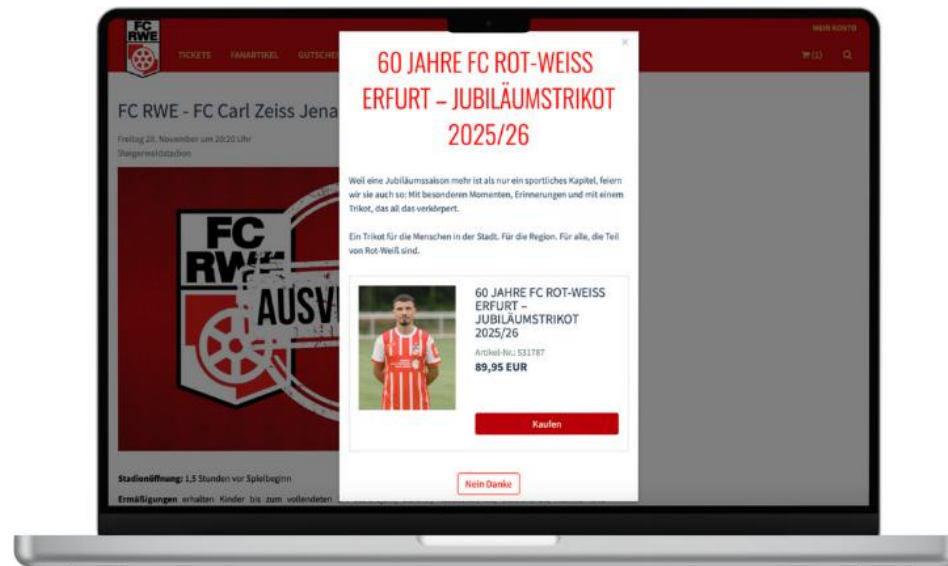 FC
RWE
MEIN KONTO
TICKETS FANARTIKEL
(1)
FC RWE - FC Carl Zeiss Jena
Freitag 28. November um 20:20 Uhr
Steigerwaldstadion
FC
RWE
×
60 JAHRE FC ROT-WEISS
ERFURT – JUBILÄUMSTRIKOT
2025/26
Weil eine Jubiläumssaison mehr ist als nur ein sportliches Kapitel, feiern
wir sie auch so: Mit besonderen Momenten, Erinnerungen und mit einem
Trikot, das all das verkörpert.
Ein Trikot für die Menschen in der Stadt. Für die Region. Für alle, die Teil
von Rot-Weiß sind.
60 JAHRE FC ROT-WEISS
ERFURT –
JUBILÄUMSTRIKOT
2025/26
Artikel-Nr.: 531787
89,95 EUR
Kaufen
Nein Danke
Stadionöffnung: 1,5 Stunden vor Spielbeginn
Ermäßigungen erhalten Kinder bis zum vollendeten